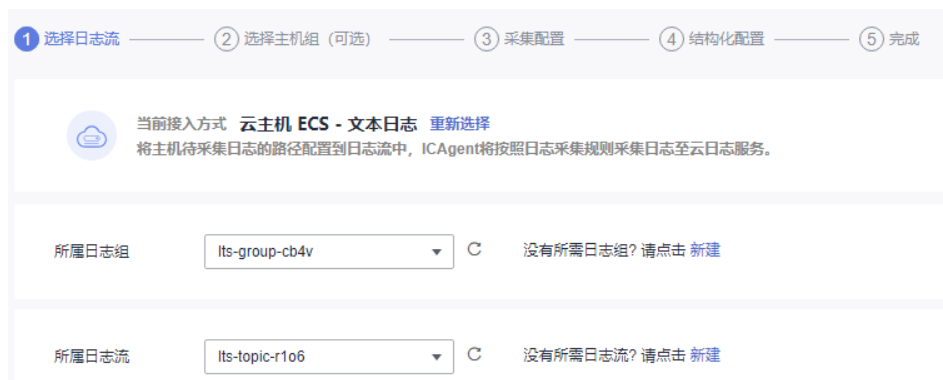 1 选择日志流 2 选择主机组（可选） 3 采集配置 4 结构化配置 5 完成
当前接入方式 云主机 ECS - 文本日志 重新选择
将主机待采集日志的路径配置到日志流中，ICAgent将按照日志采集规则采集日志至云日志服务。
所属日志组 lts-group-cb4v 没有所需日志组? 请点击 新建
所属日志流 lts-topic-r1o6 没有所需日志流? 请点击 新建